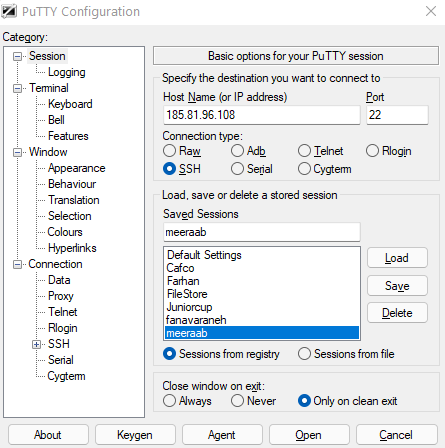 PuTTY Configuration
Category:
Session
Logging
Terminal
Keyboard
Bell
Features
Window
Appearance
Behaviour
Translation
Selection
Colours
Hyperlinks
Connection
Data
Proxy
Telnet
Rlogin
SSH
Serial
Cygterm
Basic options for your PuTTY session
Specify the destination you want to connect to
Host Name (or IP address) Port
185.81.96.108 22
Connection type:
Raw Adb Telnet Rlogin
SSH Serial Cygterm
Load, save or delete a stored session
Saved Sessions
meeraab
Default Settings
Cafco
Farhan
FileStore
Juniorcup
fanavaraneh
meeraab
Load
Save
Delete
Sessions from registry Sessions from file
Close window on exit:
Always Never Only on clean exit
About Keygen Agent Open Cancel